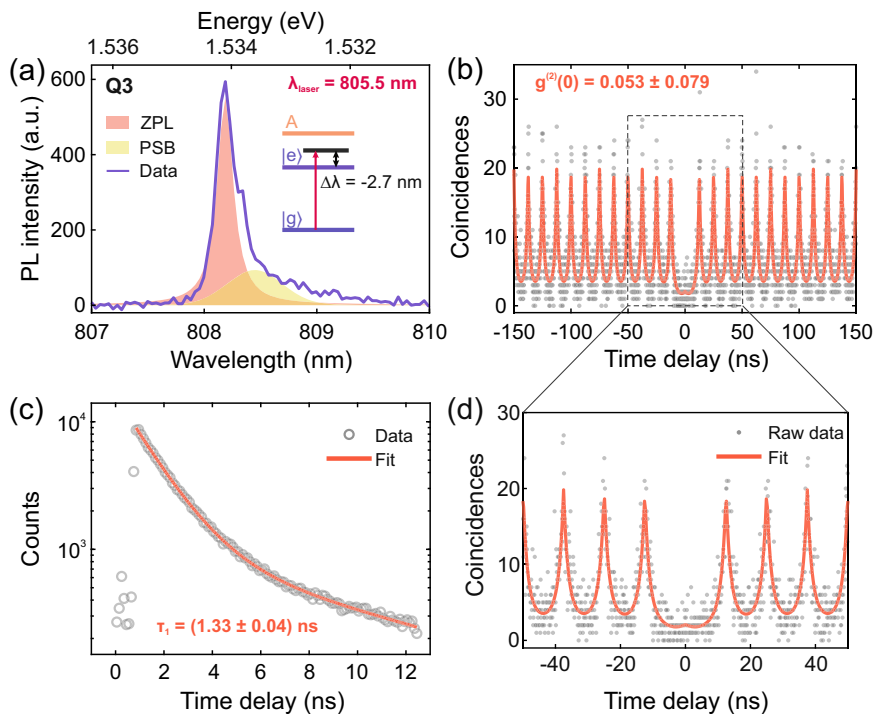 Energy (eV)
1.536 1.534 1.532
(a) Q3 λlaser = 805.5 nm
ZPL
PSB
Data
A
|e⟩
Δλ = -2.7 nm
|g⟩
PL intensity (a.u.)
600
400
200
0
807 808 809 810
Wavelength (nm)
(b) g(2)(0) = 0.053 ± 0.079
Coincidences
30
20
10
0
-150 -100 -50 0 50 100 150
Time delay (ns)
(c)
Data
Fit
Counts
10⁴
10³
τ₁ = (1.33 ± 0.04) ns
0 2 4 6 8 10 12
Time delay (ns)
(d)
Raw data
Fit
Coincidences
30
20
10
0
-40 -20 0 20 40
Time delay (ns)